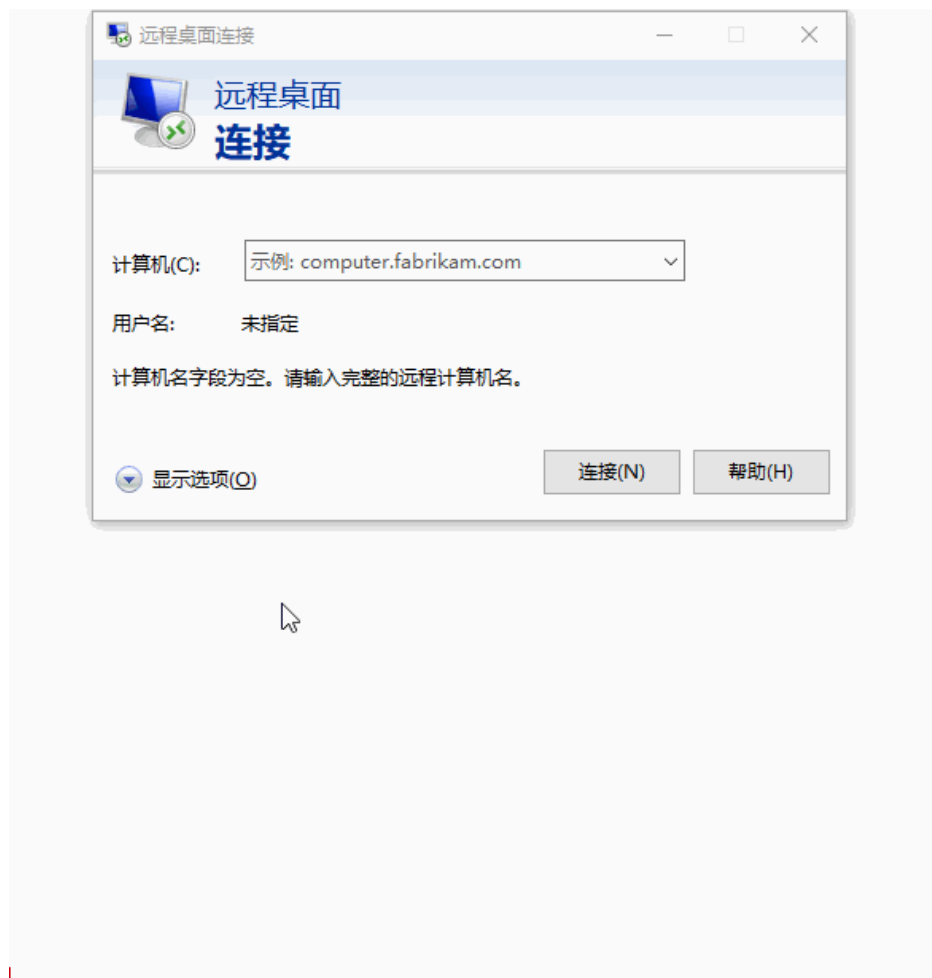 远程桌面连接
远程桌面
连接
计算机(C): 示例: computer.fabrikam.com
用户名: 未指定
计算机名字段为空。请输入完整的远程计算机名。
显示选项(O) 连接(N) 帮助(H)